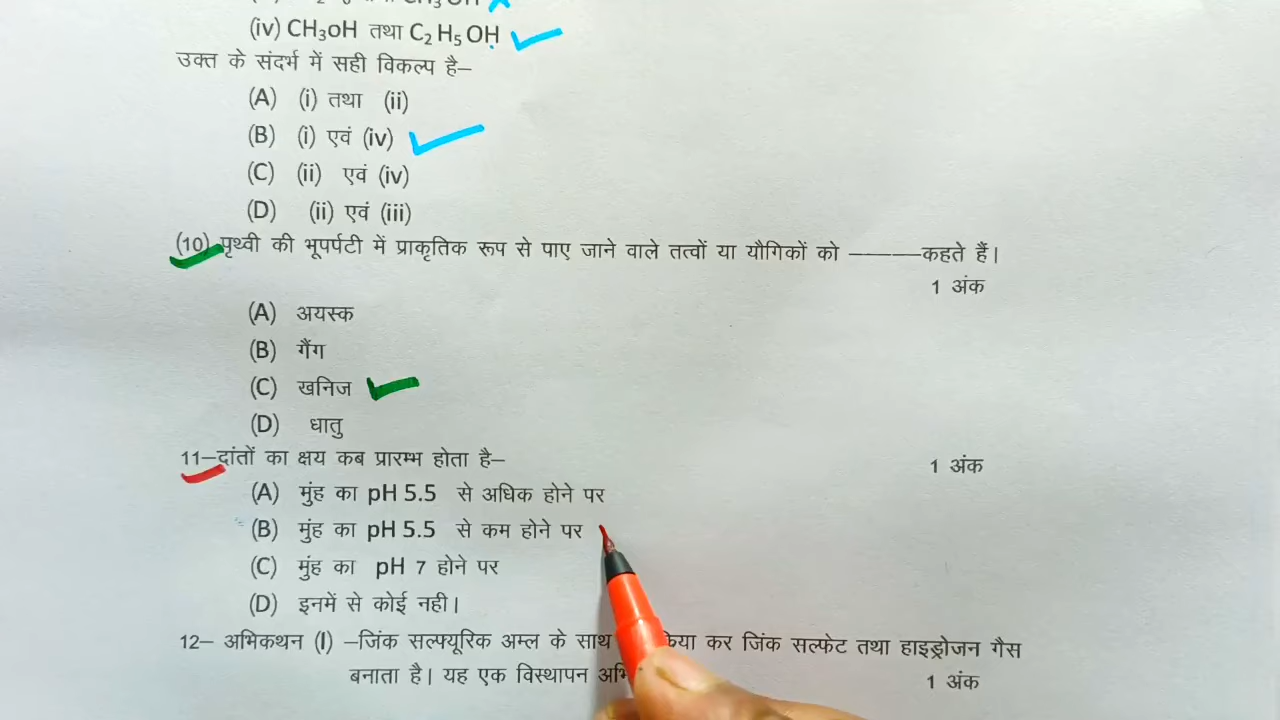 (iv) CH₃oH तथा C₂H₅OH
उक्त के संदर्भ में सही विकल्प है–
(A) (i) तथा (ii)
(B) (i) एवं (iv)
(C) (ii) एवं (iv)
(D) (ii) एवं (iii)
(10) पृथ्वी की भूपर्पटी में प्राकृतिक रूप से पाए जाने वाले तत्वों या यौगिकों को ———कहते हैं।
1 अंक
(A) अयस्क
(B) गैंग
(C) खनिज
(D) धातु
11–दांतों का क्षय कब प्रारम्भ होता है–
1 अंक
(A) मुंह का pH 5.5 से अधिक होने पर
(B) मुंह का pH 5.5 से कम होने पर
(C) मुंह का pH 7 होने पर
(D) इनमें से कोई नही।
12– अभिकथन (I) –जिंक सल्फ्यूरिक अम्ल के साथ कर जिंक सल्फेट तथा हाइड्रोजन गैस
बनाता है। यह एक विस्थापन
1 अंक